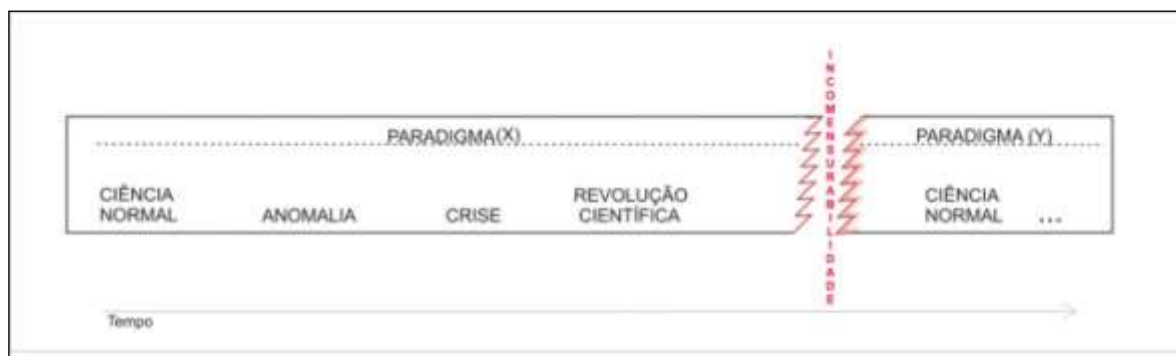 INCOMENSURABILIDADE
PARADIGMA(X)
PARADIGMA (Y)
CIÊNCIA
NORMAL
ANOMALIA
CRISE
REVOLUÇÃO
CIENTÍFICA
CIÊNCIA
NORMAL ...
Tempo